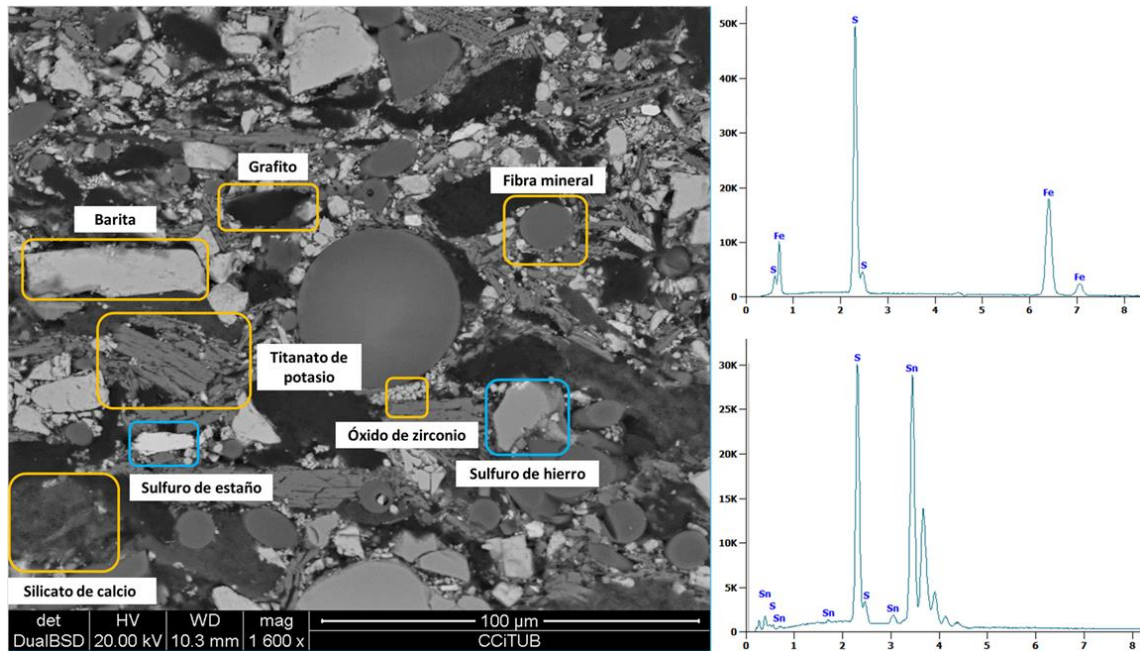 Grafito
Fibra mineral
Barita
Titanato de
potasio
Óxido de zirconio
Sulfuro de estaño
Sulfuro de hierro
Silicato de calcio
det HV WD mag
DualBSD 20.00 kV 10.3 mm 1 600 x
100 µm
CCiTUB
50K
40K
30K
20K
10K
0
S
Fe
S
S
Fe
Fe
0 1 2 3 4 5 6 7 8
30K
25K
20K
15K
10K
5K
0
S
Sn
Sn
S
Sn
Sn
S
Sn
0 1 2 3 4 5 6 7 8